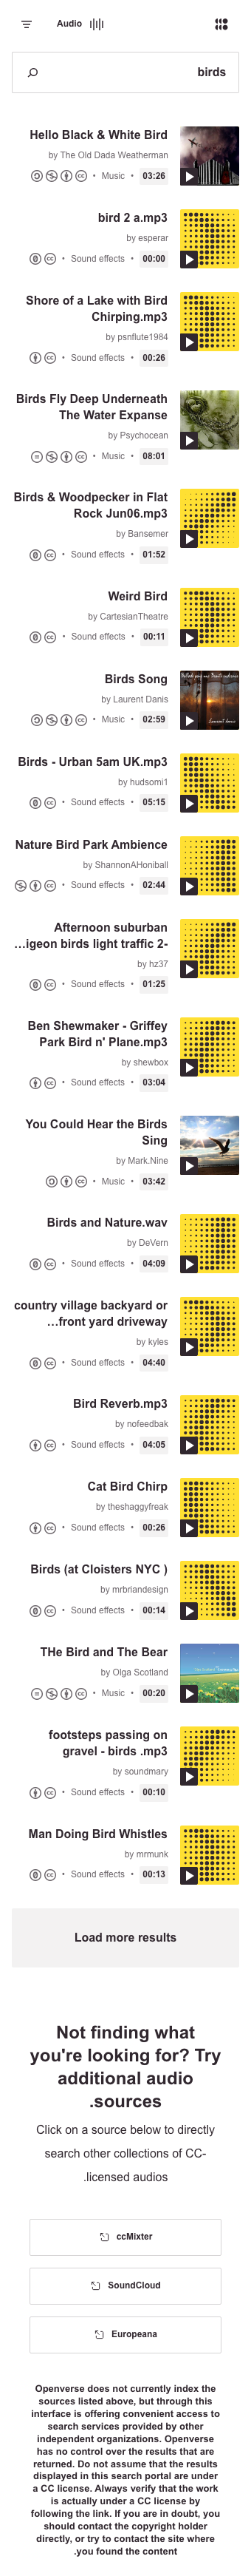 Audio
birds
Hello Black & White Bird
by The Old Dada Weatherman
Music • 03:26
bird 2 a.mp3
by esperar
Sound effects • 00:00
Shore of a Lake with Bird
Chirping.mp3
by psnflute1984
Sound effects • 00:26
Birds Fly Deep Underneath
The Water Expanse
by Psychocean
Music • 08:01
Birds & Woodpecker in Flat
Rock Jun06.mp3
by Bansemer
Sound effects • 01:52
Weird Bird
by CartesianTheatre
Sound effects • 00:11
Birds Song
by Laurent Danis
Music • 02:59
Birds - Urban 5am UK.mp3
by hudsomi1
Sound effects • 05:15
Nature Bird Park Ambience
by ShannonAHoniball
Sound effects • 02:44
Afternoon suburban
…igeon birds light traffic 2-
by hz37
Sound effects • 01:25
Ben Shewmaker - Griffey
Park Bird n' Plane.mp3
by shewbox
Sound effects • 03:04
You Could Hear the Birds
Sing
by Mark.Nine
Music • 03:42
Birds and Nature.wav
by DeVern
Sound effects • 04:09
country village backyard or
…front yard driveway
by kyles
Sound effects • 04:40
Bird Reverb.mp3
by nofeedbak
Sound effects • 04:05
Cat Bird Chirp
by theshaggyfreak
Sound effects • 00:26
Birds (at Cloisters NYC )
by mrbriandesign
Sound effects • 00:14
THe Bird and The Bear
by Olga Scotland
Music • 00:20
footsteps passing on
gravel - birds .mp3
by soundmary
Sound effects • 00:10
Man Doing Bird Whistles
by mrmunk
Sound effects • 00:13
Load more results
Not finding what
you're looking for? Try
additional audio
.sources
Click on a source below to directly
search other collections of CC-
.licensed audios
ccMixter
SoundCloud
Europeana
Openverse does not currently index the
sources listed above, but through this
interface is offering convenient access to
search services provided by other
independent organizations. Openverse
has no control over the results that are
returned. Do not assume that the results
displayed in this search portal are under
a CC license. Always verify that the work
is actually under a CC license by
following the link. If you are in doubt, you
should contact the copyright holder
directly, or try to contact the site where
.you found the content